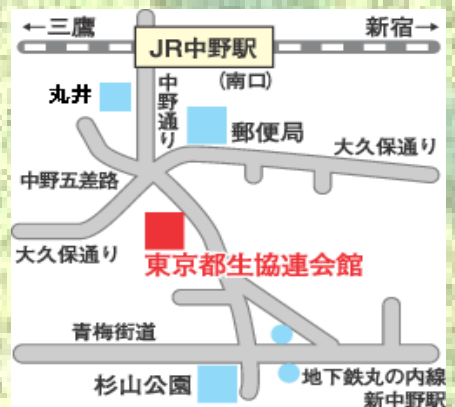 ←三鷹
新宿→
JR中野駅
(南口)
丸井
中野通り
郵便局
大久保通り
中野五差路
大久保通り
東京都生協連会館
青梅街道
杉山公園
地下鉄丸の内線
新中野駅